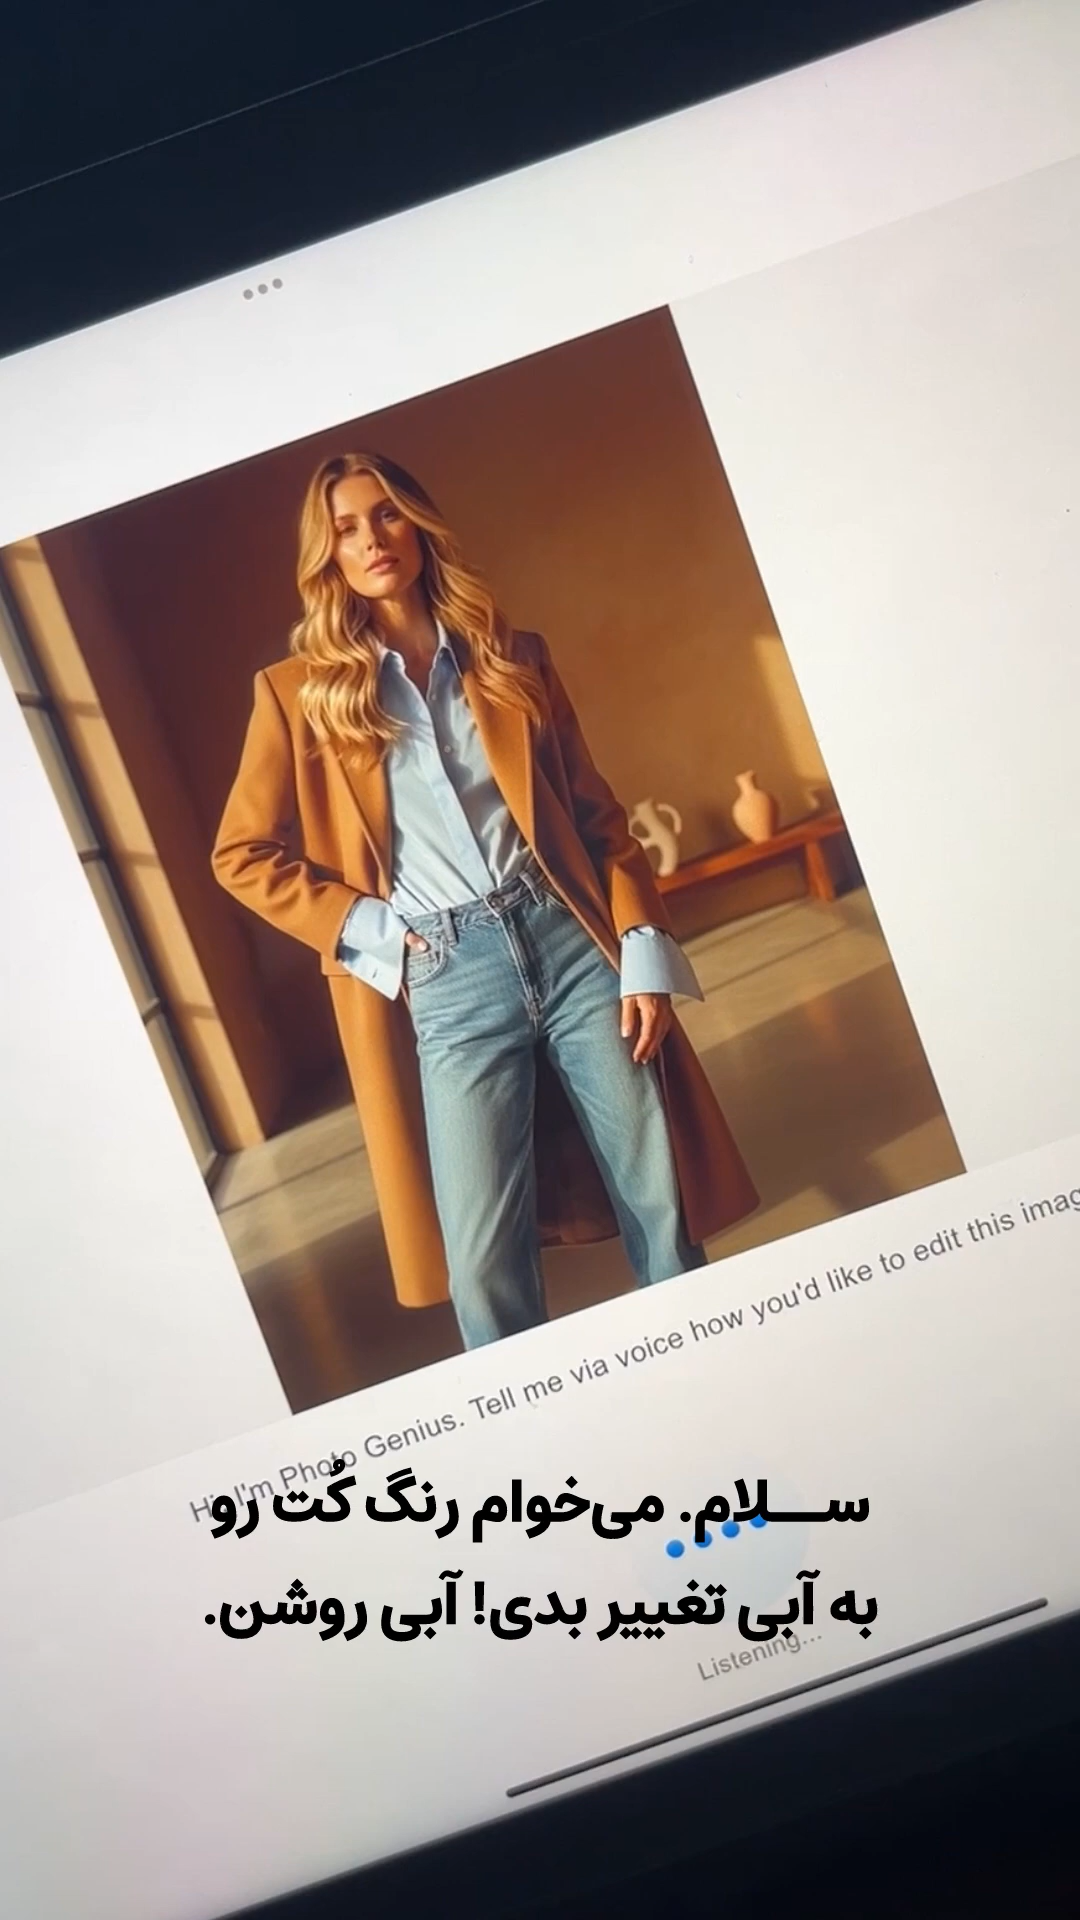 Hi, I'm Photo Genius. Tell me via voice how you'd like to edit this imag
ســـلام. می‌خوام رنگ کُت رو
به آبی تغییر بدی! آبی روشن.
Listening...